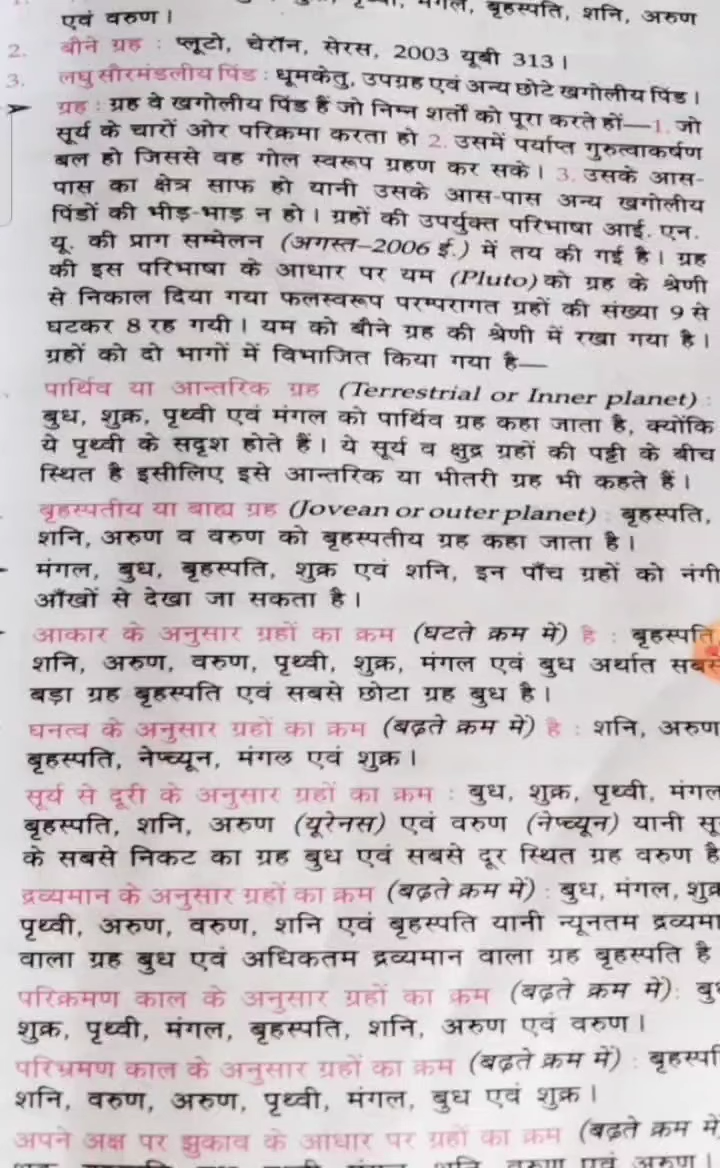 बृहस्पति, शनि, अरुण
एवं वरुण।
2. बौने ग्रह : प्लूटो, चेरॉन, सेरस, 2003 यूबी 313।
3. लघु सौरमंडलीय पिंड : धूमकेतु, उपग्रह एवं अन्य छोटे खगोलीय पिंड।
➤ ग्रह : ग्रह वे खगोलीय पिंड हैं जो निम्न शर्तों को पूरा करते हों—1. जो
सूर्य के चारों ओर परिक्रमा करता हो 2. उसमें पर्याप्त गुरुत्वाकर्षण
बल हो जिससे वह गोल स्वरूप ग्रहण कर सके। 3. उसके आस-
पास का क्षेत्र साफ हो यानी उसके आस-पास अन्य खगोलीय
पिंडों की भीड़-भाड़ न हो। ग्रहों की उपर्युक्त परिभाषा आई. एन.
यू. की प्राग सम्मेलन (अगस्त–2006 ई.) में तय की गई है। ग्रह
की इस परिभाषा के आधार पर यम (Pluto) को ग्रह के श्रेणी
से निकाल दिया गया फलस्वरूप परम्परागत ग्रहों की संख्या 9 से
घटकर 8 रह गयी। यम को बौने ग्रह की श्रेणी में रखा गया है।
ग्रहों को दो भागों में विभाजित किया गया है—
पार्थिव या आन्तरिक ग्रह (Terrestrial or Inner planet) :
बुध, शुक्र, पृथ्वी एवं मंगल को पार्थिव ग्रह कहा जाता है, क्योंकि
ये पृथ्वी के सदृश होते हैं। ये सूर्य व क्षुद्र ग्रहों की पट्टी के बीच
स्थित है इसीलिए इसे आन्तरिक या भीतरी ग्रह भी कहते हैं।
बृहस्पतीय या बाह्य ग्रह (Jovean or outer planet) : बृहस्पति,
शनि, अरुण व वरुण को बृहस्पतीय ग्रह कहा जाता है।
मंगल, बुध, बृहस्पति, शुक्र एवं शनि, इन पाँच ग्रहों को नंगी
आँखों से देखा जा सकता है।
आकार के अनुसार ग्रहों का क्रम (घटते क्रम में) है : बृहस्पति
शनि, अरुण, वरुण, पृथ्वी, शुक्र, मंगल एवं बुध अर्थात
बड़ा ग्रह बृहस्पति एवं सबसे छोटा ग्रह बुध है।
घनत्व के अनुसार ग्रहों का क्रम (बढ़ते क्रम में) है : शनि, अरुण
बृहस्पति, नेप्च्यून, मंगल एवं शुक्र।
सूर्य से दूरी के अनुसार ग्रहों का क्रम : बुध, शुक्र, पृथ्वी, मंगल
बृहस्पति, शनि, अरुण (यूरेनस) एवं वरुण (नेप्च्यून) यानी
के सबसे निकट का ग्रह बुध एवं सबसे दूर स्थित ग्रह वरुण है
द्रव्यमान के अनुसार ग्रहों का क्रम (बढ़ते क्रम में) : बुध, मंगल, शुक्र
पृथ्वी, अरुण, वरुण, शनि एवं बृहस्पति यानी न्यूनतम
वाला ग्रह बुध एवं अधिकतम द्रव्यमान वाला ग्रह बृहस्पति है
परिक्रमण काल के अनुसार ग्रहों का क्रम (बढ़ते क्रम में):
शुक्र, पृथ्वी, मंगल, बृहस्पति, शनि, अरुण एवं वरुण।
परिभ्रमण काल के अनुसार ग्रहों का क्रम (बढ़ते क्रम में) :
शनि, वरुण, अरुण, पृथ्वी, मंगल, बुध एवं शुक्र।
अपने अक्ष पर झुकाव के आधार पर ग्रहों का क्रम (बढ़ते क्रम में